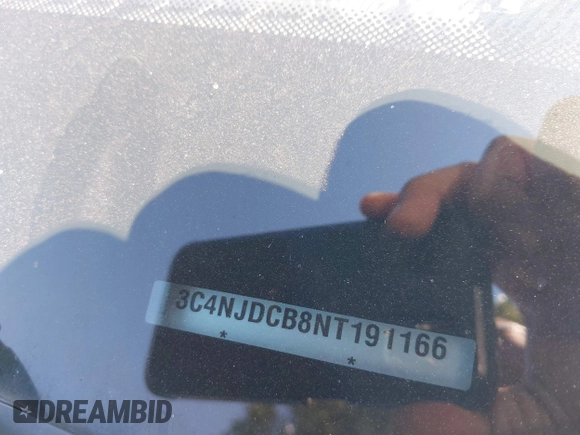 3C4NJDCB8NT191166
* *
DREAMBID